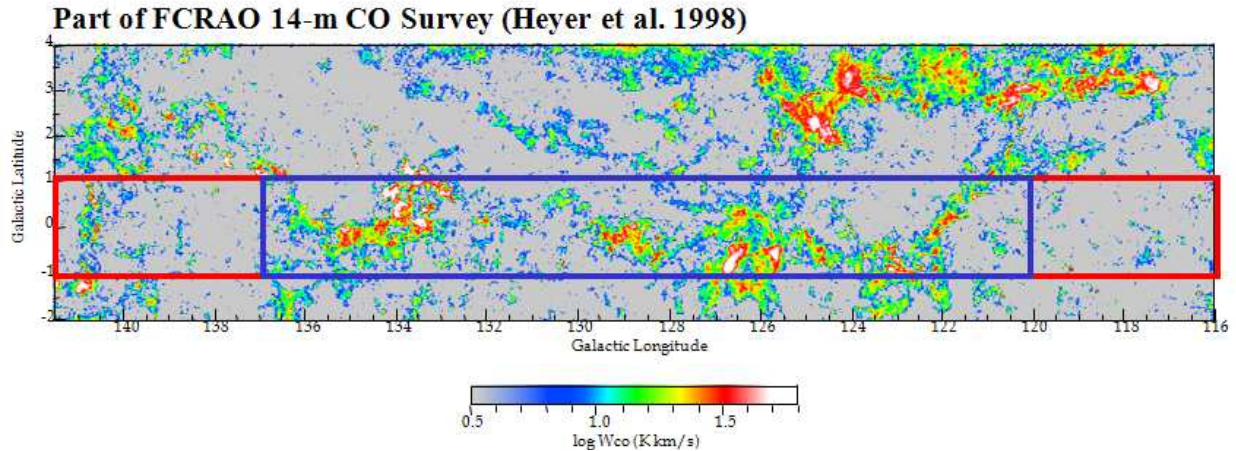 Part of FCRAO 14-m CO Survey (Heyer et al. 1998)
4
3
2
1
0
-1
-2
Galactic Latitude
140 138 136 134 132 130 128 126 124 122 120 118 116
Galactic Longitude
0.5 1.0 1.5
log Wco (K km/s)